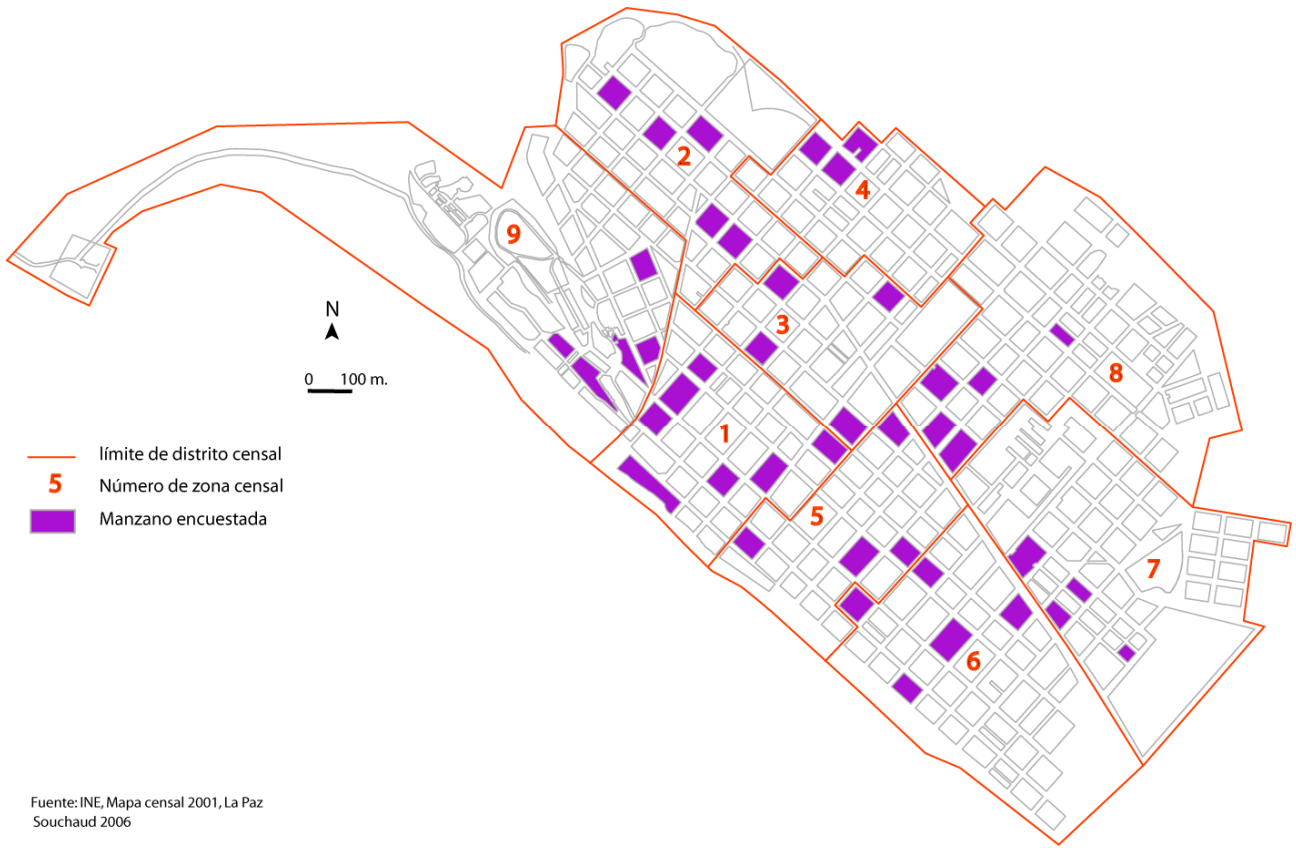 2
4
9
3
8
N
0 100 m.
1
límite de distrito censal
5 Número de zona censal
Manzano encuestada
5
7
6
Fuente: INE, Mapa censal 2001, La Paz
Souchaud 2006